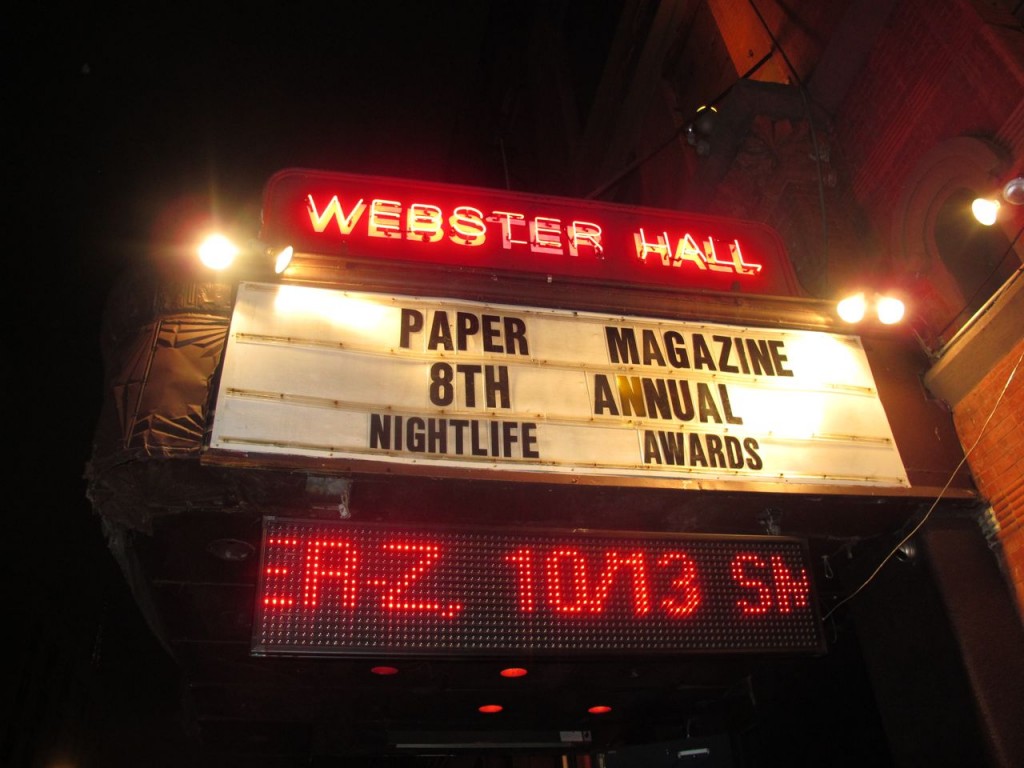 WEBSTER HALL
PAPER MAGAZINE
8TH ANNUAL
NIGHTLIFE AWARDS
10/13